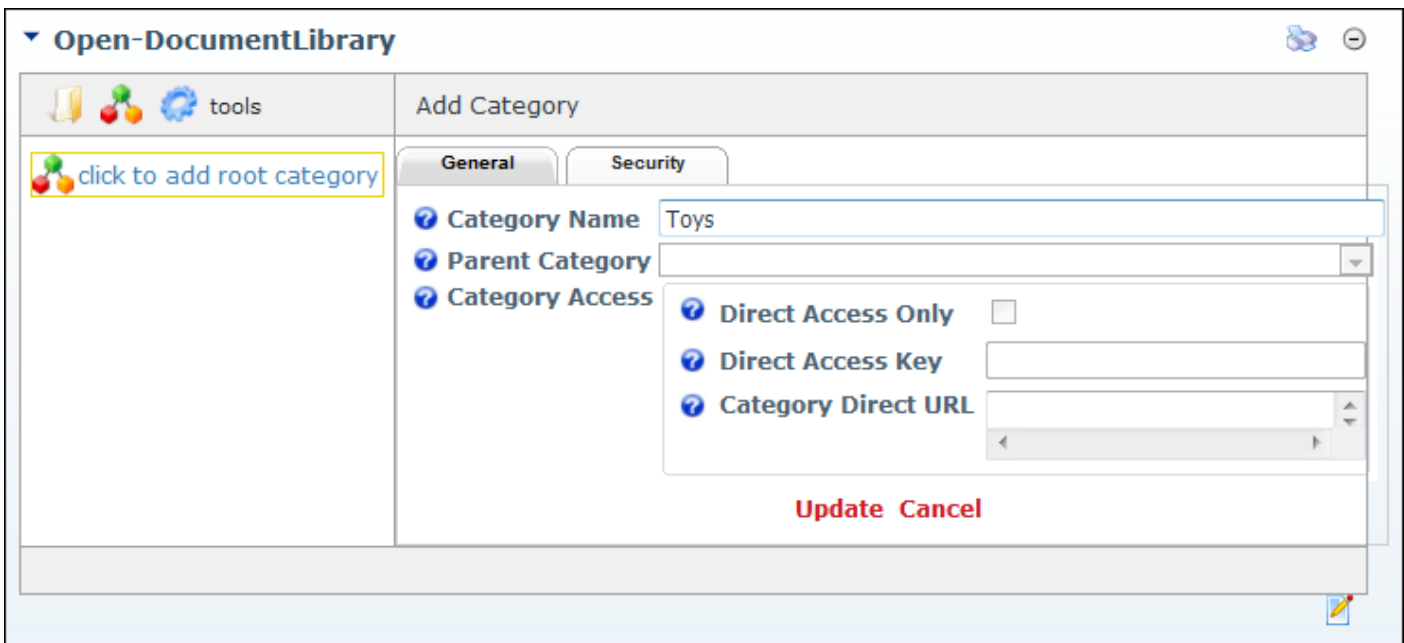 Open-DocumentLibrary
tools
Add Category
click to add root category
General
Security
Category Name
Toys
Parent Category
Category Access
Direct Access Only
Direct Access Key
Category Direct URL
Update Cancel